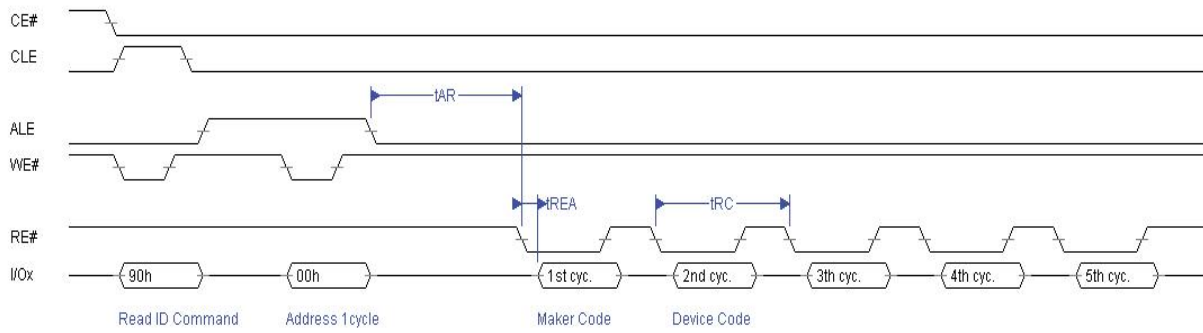 CE#
CLE
tAR
ALE
WE#
tREA
tRC
RE#
I/Ox
90h
00h
1st cyc.
2nd cyc.
3th cyc.
4th cyc.
5th cyc.
Read ID Command
Address 1cycle
Maker Code
Device Code